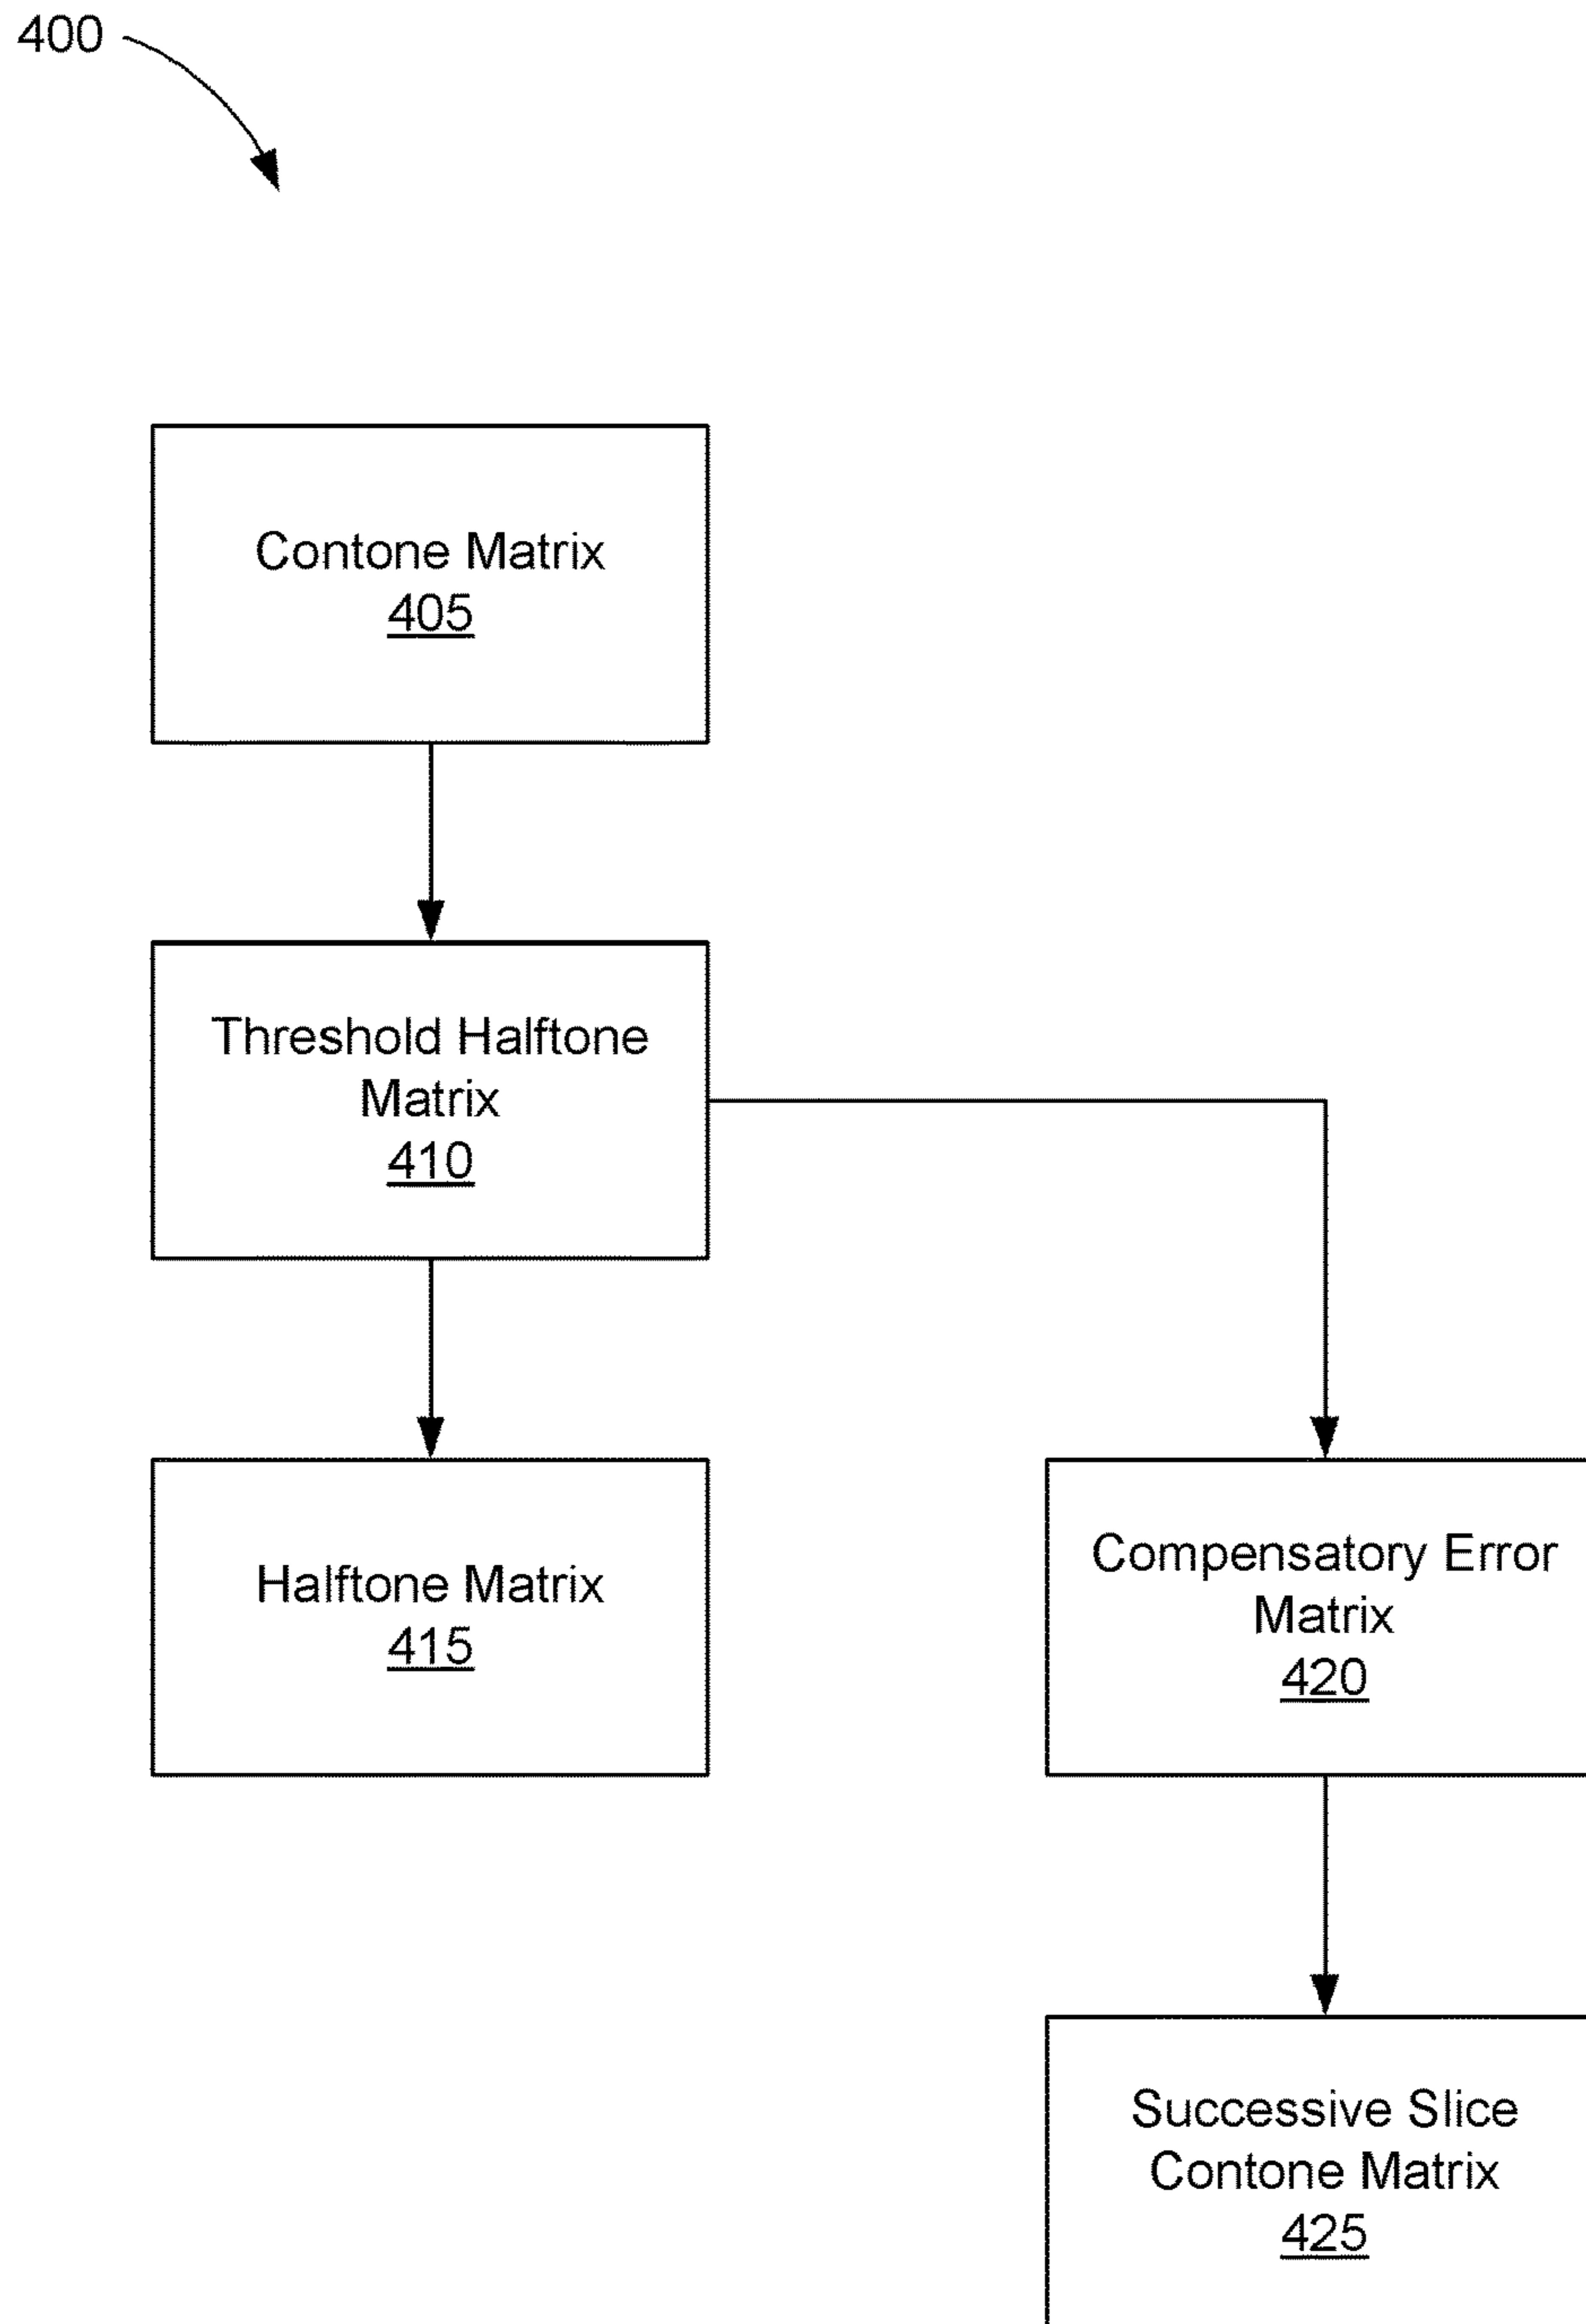 400
Contone Matrix
405
Threshold Halftone
Matrix
410
Halftone Matrix
415
Compensatory Error
Matrix
420
Successive Slice
Contone Matrix
425